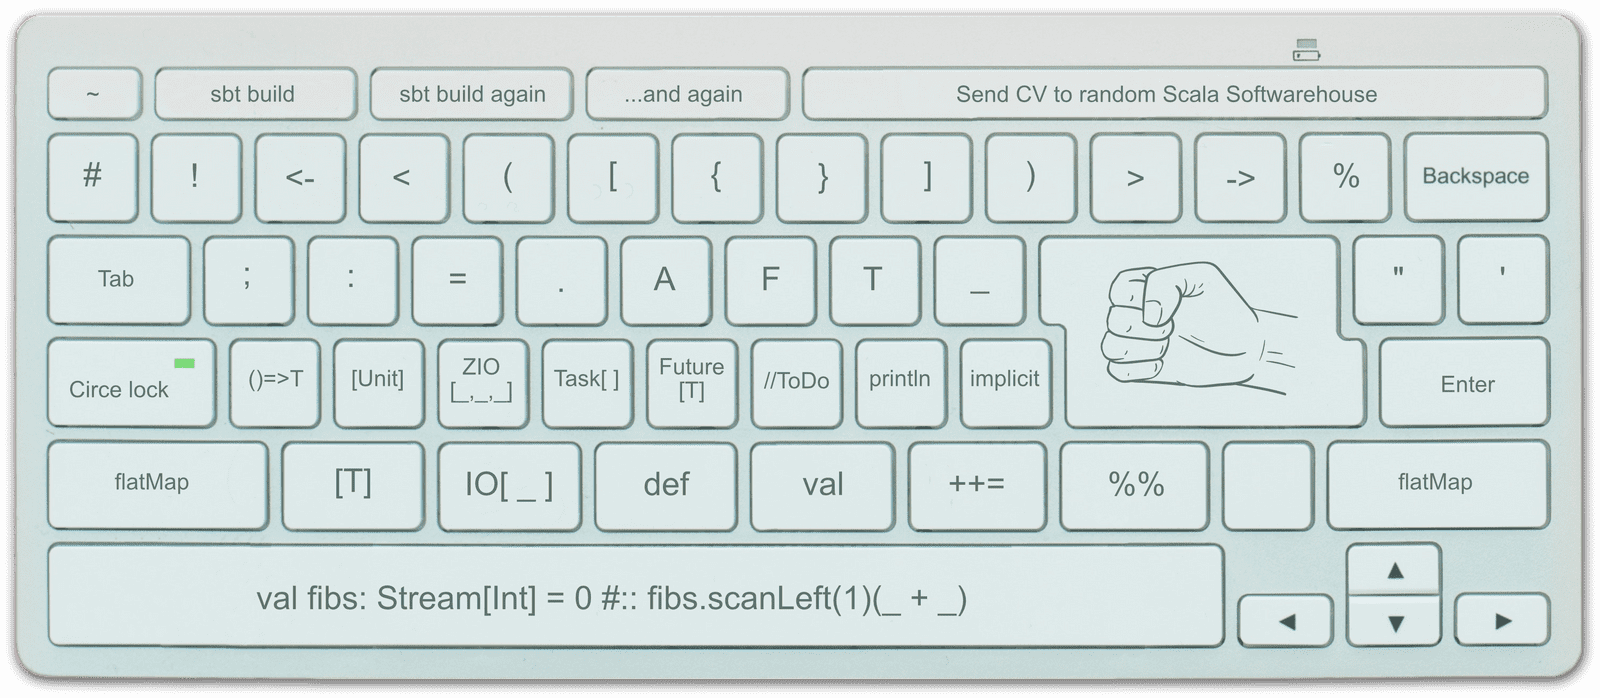 ~ sbt build sbt build again ...and again Send CV to random Scala Softwarehouse
# ! <- < ( [ { } ] ) > -> % Backspace
Tab ; : = . A F T _ " '
Circe lock ()=>T [Unit] ZIO [_,_,_] Task[ ] Future [T] //ToDo println implicit Enter
flatMap [T] IO[ _ ] def val ++= %% flatMap
val fibs: Stream[Int] = 0 #:: fibs.scanLeft(1)(_ + _) ◀ ▲ ▼ ▶